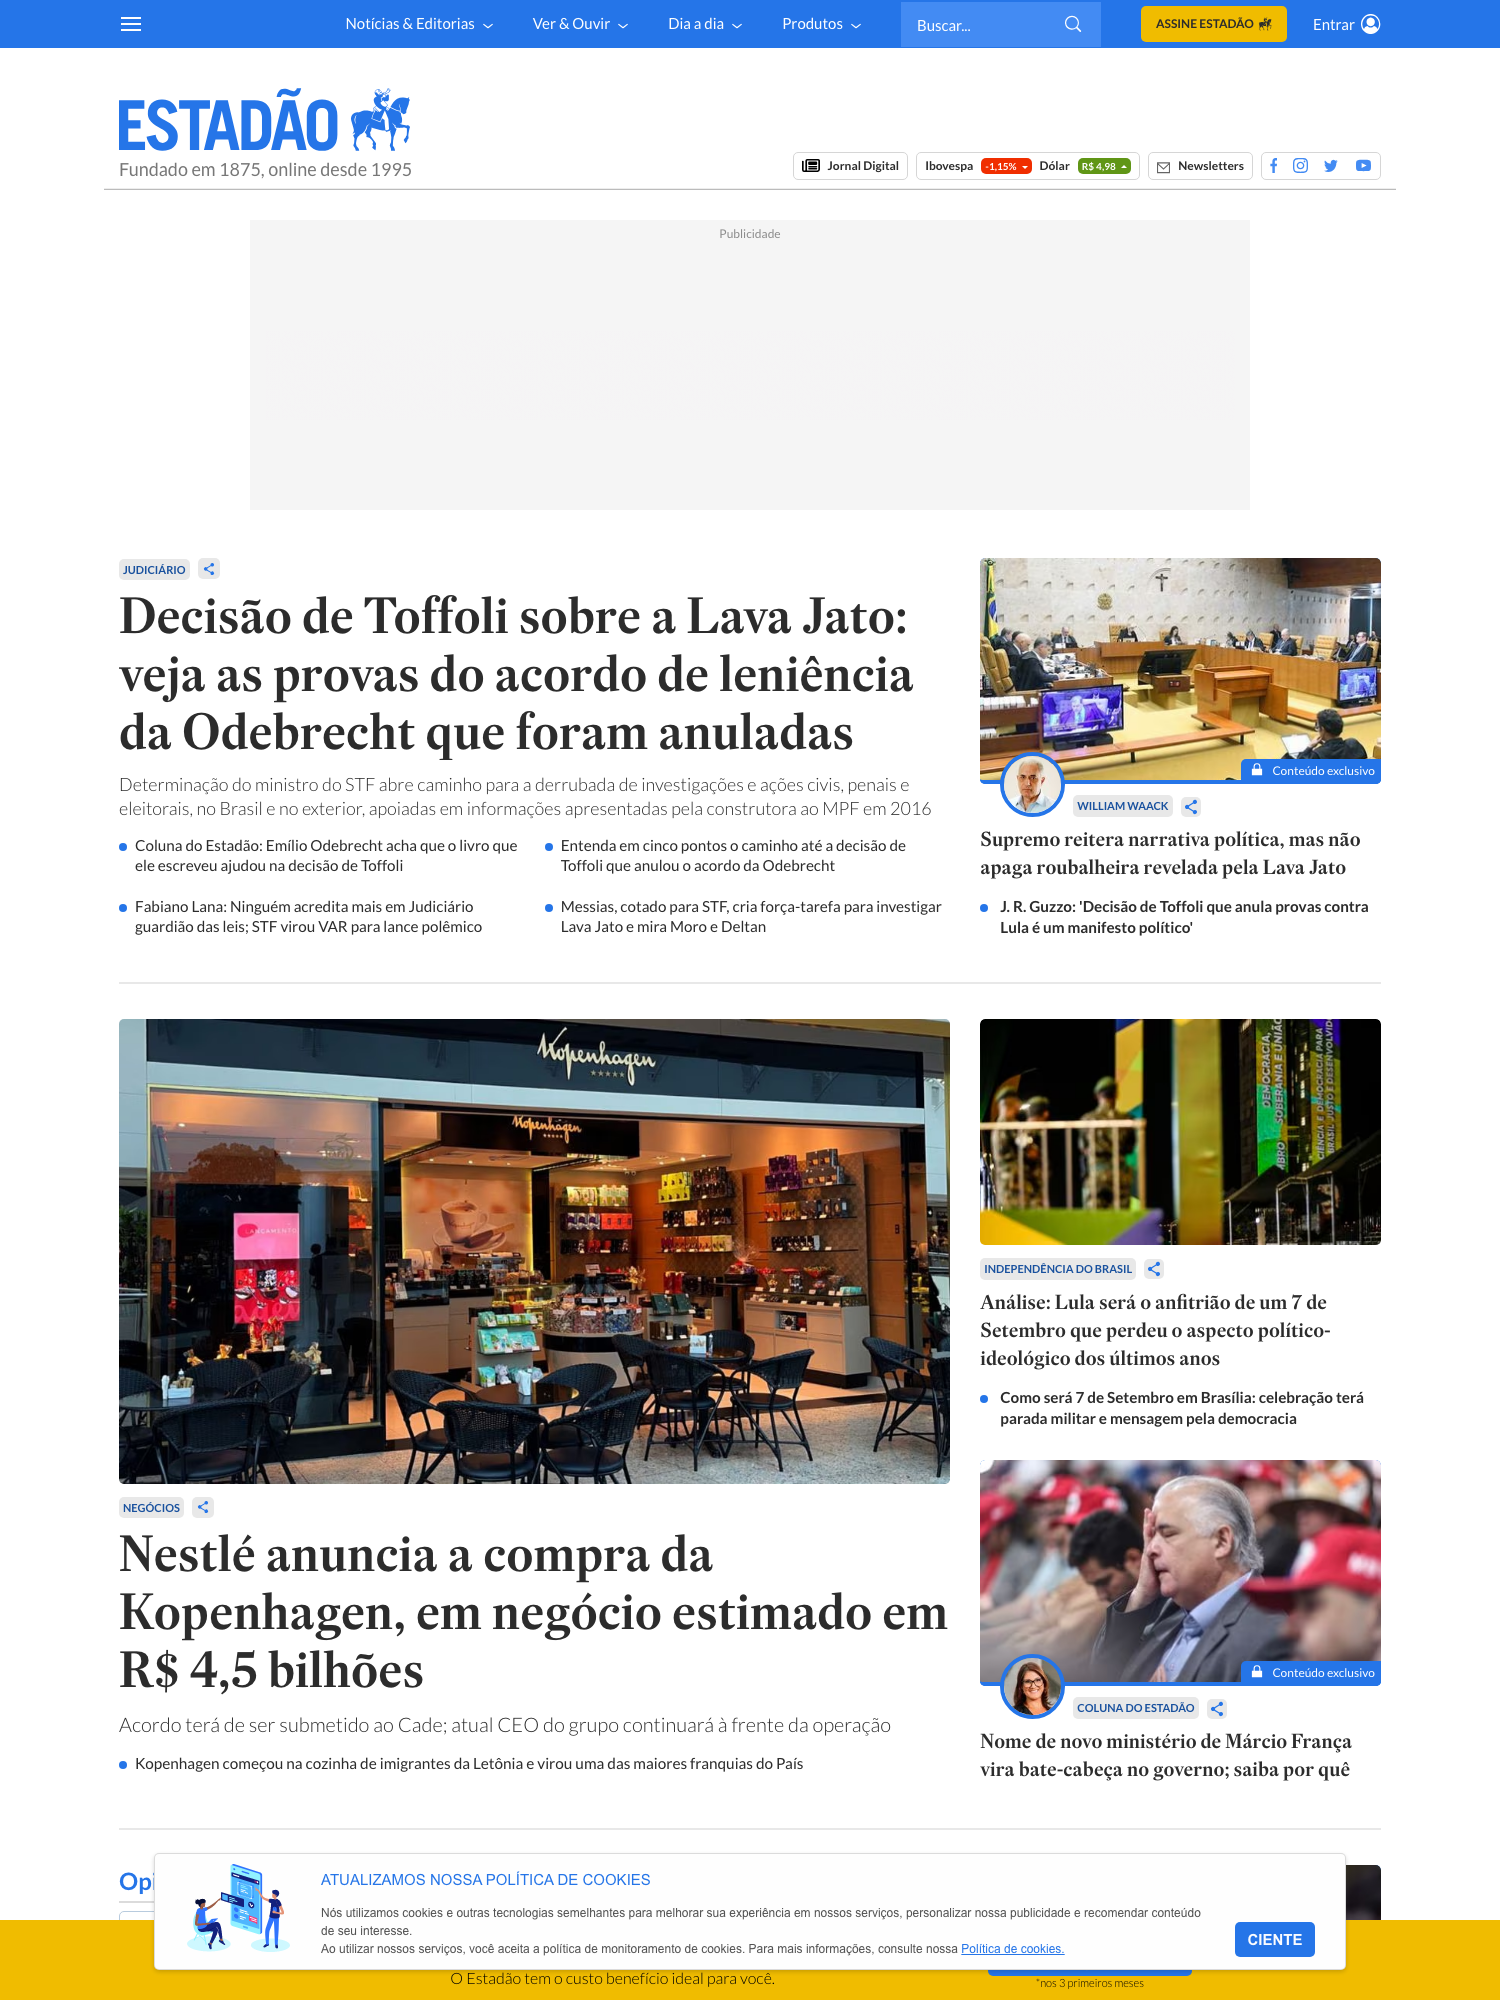 Notícias & Editorias
Ver & Ouvir
Dia a dia
Produtos
Buscar...
ASSINE ESTADÃO
Entrar
ESTADÃO
Fundado em 1875, online desde 1995
Jornal Digital
Ibovespa -1,15% Dólar R$ 4,98
Newsletters
Publicidade
JUDICIÁRIO
Decisão de Toffoli sobre a Lava Jato:
veja as provas do acordo de leniência
da Odebrecht que foram anuladas
Determinação do ministro do STF abre caminho para a derrubada de investigações e ações civis, penais e
eleitorais, no Brasil e no exterior, apoiadas em informações apresentadas pela construtora ao MPF em 2016
Coluna do Estadão: Emílio Odebrecht acha que o livro que
ele escreveu ajudou na decisão de Toffoli
Entenda em cinco pontos o caminho até a decisão de
Toffoli que anulou o acordo da Odebrecht
Fabiano Lana: Ninguém acredita mais em Judiciário
guardião das leis; STF virou VAR para lance polêmico
Messias, cotado para STF, cria força-tarefa para investigar
Lava Jato e mira Moro e Deltan
Conteúdo exclusivo
WILLIAM WAACK
Supremo reitera narrativa política, mas não
apaga roubalheira revelada pela Lava Jato
J. R. Guzzo: 'Decisão de Toffoli que anula provas contra
Lula é um manifesto político'
Kopenhagen
Kopenhagen
LANÇAMENTO
NEGÓCIOS
Nestlé anuncia a compra da
Kopenhagen, em negócio estimado em
R$ 4,5 bilhões
Acordo terá de ser submetido ao Cade; atual CEO do grupo continuará à frente da operação
Kopenhagen começou na cozinha de imigrantes da Letônia e virou uma das maiores franquias do País
DEMOCRACIA,
SOBERANIA E UNIÃO
INDEPENDÊNCIA DO BRASIL
Análise: Lula será o anfitrião de um 7 de
Setembro que perdeu o aspecto político-
ideológico dos últimos anos
Como será 7 de Setembro em Brasília: celebração terá
parada militar e mensagem pela democracia
Conteúdo exclusivo
COLUNA DO ESTADÃO
Nome de novo ministério de Márcio França
vira bate-cabeça no governo; saiba por quê
ATUALIZAMOS NOSSA POLÍTICA DE COOKIES
Nós utilizamos cookies e outras tecnologias semelhantes para melhorar sua experiência em nossos serviços, personalizar nossa publicidade e recomendar conteúdo
de seu interesse.
Ao utilizar nossos serviços, você aceita a política de monitoramento de cookies. Para mais informações, consulte nossa Política de cookies.
CIENTE
O Estadão tem o custo benefício ideal para você.
*nos 3 primeiros meses